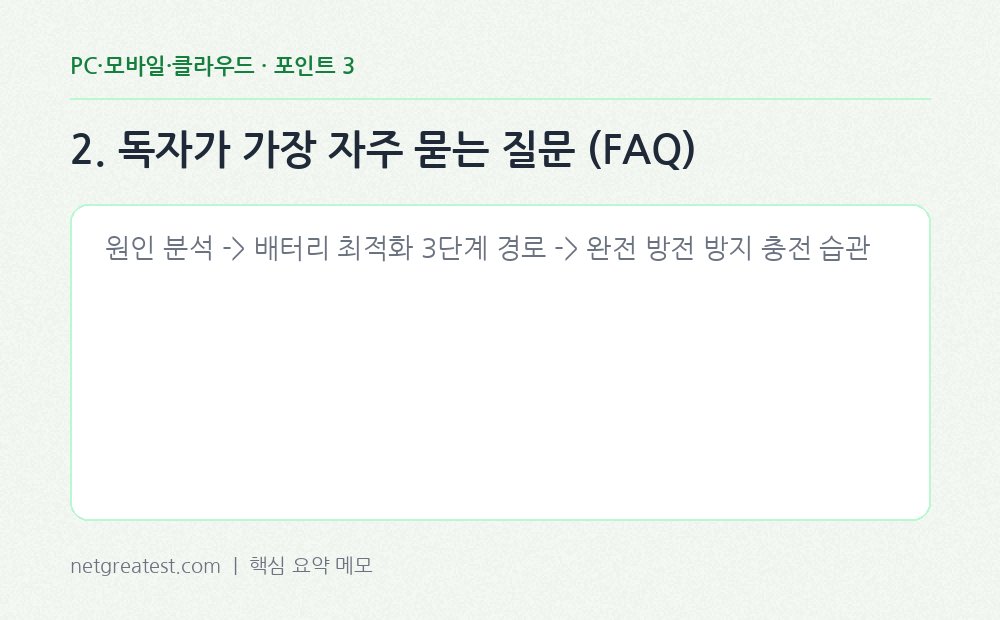 PC·모바일·클라우드 · 포인트 3
2. 독자가 가장 자주 묻는 질문 (FAQ)
원인 분석 -> 배터리 최적화 3단계 경로 -> 완전 방전 방지 충전 습관
netgreatest.com | 핵심 요약 메모